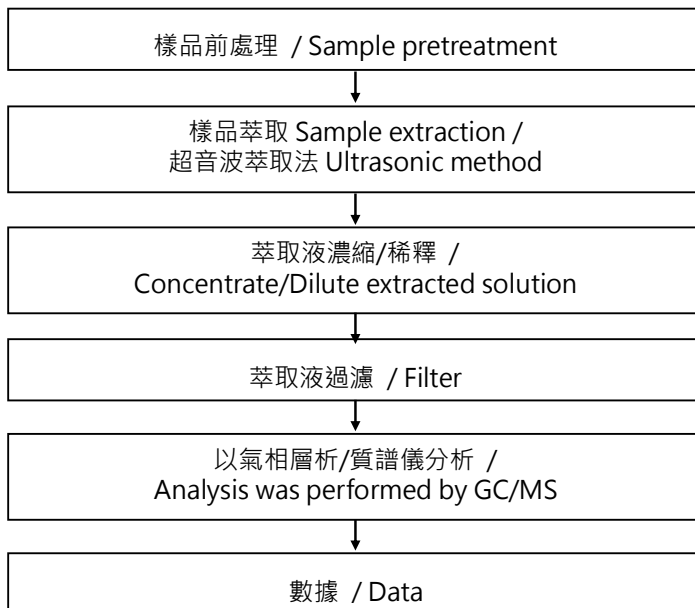 樣品前處理 / Sample pretreatment
樣品萃取 Sample extraction /
超音波萃取法 Ultrasonic method
萃取液濃縮/稀釋 /
Concentrate/Dilute extracted solution
萃取液過濾 / Filter
以氣相層析/質譜儀分析 /
Analysis was performed by GC/MS
數據 / Data